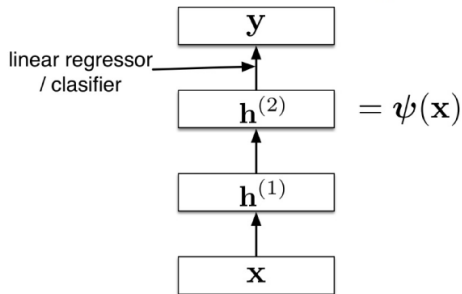 y
linear regressor
/ clasifier
h^{(2)} = ψ(x)
h^{(1)}
x